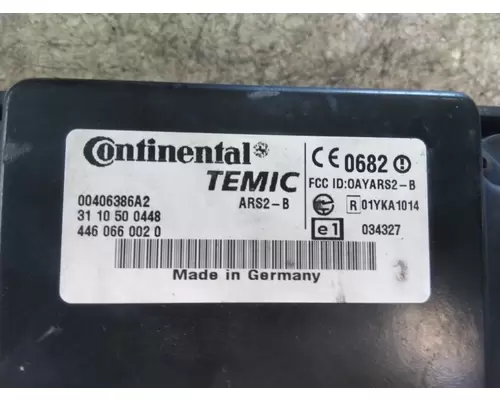 Continental
TEMIC
CE 0682
00406386A2
ARS2-B
FCC ID:OAYARS2-B
31 10 50 0448
R 01YKA1014
446 066 002 0
e1 034327
Made in Germany